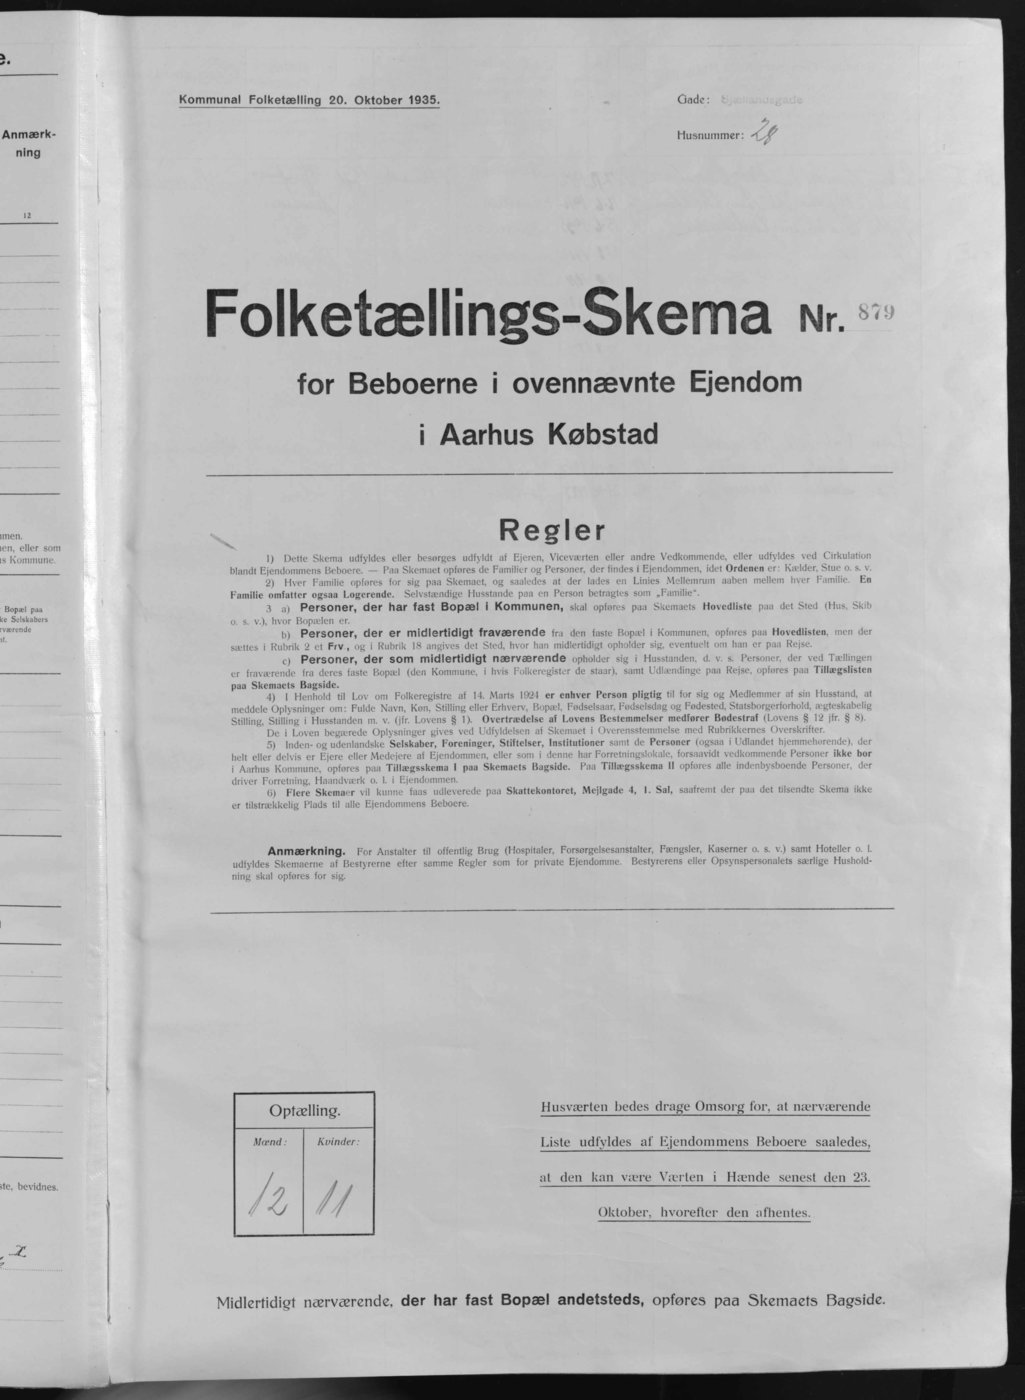 e.
Anmærk-
ning
12
men.
en, eller som
s Kommune.
Bopæl paa
ke Selskabers
rværende
ste, bevidnes.
Kommunal Folketælling 20. Oktober 1935.
Gade: Sjællandsgade
Husnummer: 28
Folketællings-Skema Nr. 879
for Beboerne i ovennævnte Ejendom
i Aarhus Købstad
Regler
1) Dette Skema udfyldes eller besørges udfyldt af Ejeren, Viceværten eller andre Vedkommende, eller udfyldes ved Cirkulation
blandt Ejendommens Beboere. — Paa Skemaet opføres de Familier og Personer, der findes i Ejendommen, idet Ordenen er: Kælder, Stue o. s. v.
2) Hver Familie opføres for sig paa Skemaet, og saaledes at der lades en Linies Mellemrum aaben mellem hver Familie. En
Familie omfatter ogsaa Logerende. Selvstændige Husstande paa en Person betragtes som „Familie".
3 a) Personer, der har fast Bopæl i Kommunen, skal opføres paa Skemaets Hovedliste paa det Sted (Hus, Skib
o. s. v.), hvor Bopælen er.
b) Personer, der er midlertidigt fraværende fra den faste Bopæl i Kommunen, opføres paa Hovedlisten, men der
sættes i Rubrik 2 et Frv., og i Rubrik 18 angives det Sted, hvor han midlertidigt opholder sig, eventuelt om han er paa Rejse.
c) Personer, der som midlertidigt nærværende opholder sig i Husstanden, d. v. s. Personer, der ved Tællingen
er fraværende fra deres faste Bopæl (den Kommune, i hvis Folkeregister de staar), samt Udlændinge paa Rejse, opføres paa Tillægslisten
paa Skemaets Bagside.
4) I Henhold til Lov om Folkeregistre af 14. Marts 1924 er enhver Person pligtig til for sig og Medlemmer af sin Husstand, at
meddele Oplysninger om: Fulde Navn, Køn, Stilling eller Erhverv, Bopæl, Fødselsaar, Fødselsdag og Fødested, Statsborgerforhold, ægteskabelig
Stilling, Stilling i Husstanden m. v. (jfr. Lovens § 1). Overtrædelse af Lovens Bestemmelser medfører Bødestraf (Lovens § 12 jfr. § 8).
De i Loven begærede Oplysninger gives ved Udfyldelsen af Skemaet i Overensstemmelse med Rubrikkernes Overskrifter.
5) Inden- og udenlandske Selskaber, Foreninger, Stiftelser, Institutioner samt de Personer (ogsaa i Udlandet hjemmehørende), der
helt eller delvis er Ejere eller Medejere af Ejendommen, eller som i denne har Forretningslokale, forsaavidt vedkommende Personer ikke bor
i Aarhus Kommune, opføres paa Tillægsskema I paa Skemaets Bagside. Paa Tillægsskema II opføres alle indenbysboende Personer, der
driver Forretning, Haandværk o. l. i Ejendommen.
6) Flere Skemaer vil kunne faas udleverede paa Skattekontoret, Mejlgade 4, 1. Sal, saafremt der paa det tilsendte Skema ikke
er tilstrækkelig Plads til alle Ejendommens Beboere.
Anmærkning. For Anstalter til offentlig Brug (Hospitaler, Forsørgelsesanstalter, Fængsler, Kaserner o. s. v.) samt Hoteller o. l.
udfyldes Skemaerne af Bestyrerne efter samme Regler som for private Ejendomme. Bestyrerens eller Opsynspersonalets særlige Hushold-
ning skal opføres for sig.
Optælling.
Mænd: Kvinder:
12 11
Husværten bedes drage Omsorg for, at nærværende
Liste udfyldes af Ejendommens Beboere saaledes,
at den kan være Værten i Hænde senest den 23.
Oktober, hvorefter den afhentes.
Midlertidigt nærværende, der har fast Bopæl andetsteds, opføres paa Skemaets Bagside.